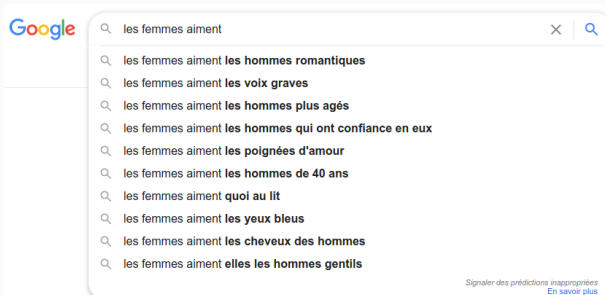 Google
les femmes aiment
les femmes aiment les hommes romantiques
les femmes aiment les voix graves
les femmes aiment les hommes plus agés
les femmes aiment les hommes qui ont confiance en eux
les femmes aiment les poignées d'amour
les femmes aiment les hommes de 40 ans
les femmes aiment quoi au lit
les femmes aiment les yeux bleus
les femmes aiment les cheveux des hommes
les femmes aiment elles les hommes gentils
Signaler des prédictions inappropriées
En savoir plus